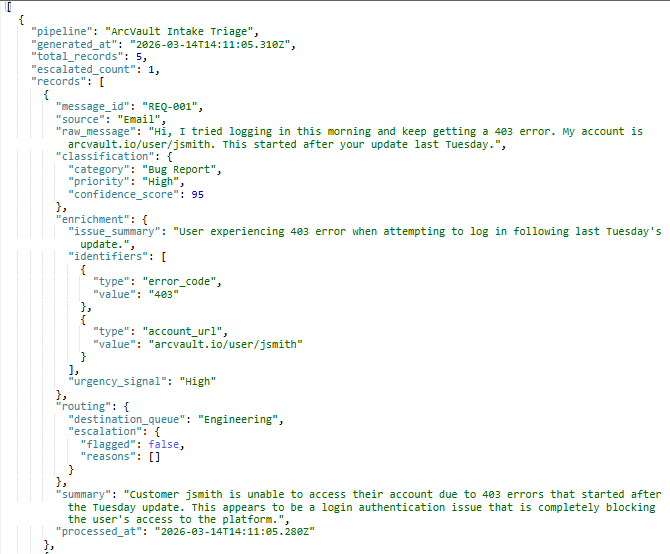 [
{
"pipeline": "ArcVault Intake Triage",
"generated_at": "2026-03-14T14:11:05.310Z",
"total_records": 5,
"escalated_count": 1,
"records": [
{
"message_id": "REQ-001",
"source": "Email",
"raw_message": "Hi, I tried logging in this morning and keep getting a 403 error. My account is
arcvault.io/user/jsmith. This started after your update last Tuesday.",
"classification": {
"category": "Bug Report",
"priority": "High",
"confidence_score": 95
},
"enrichment": {
"issue_summary": "User experiencing 403 error when attempting to log in following last Tuesday's
update.",
"identifiers": [
{
"type": "error_code",
"value": "403"
},
{
"type": "account_url",
"value": "arcvault.io/user/jsmith"
}
],
"urgency_signal": "High"
},
"routing": {
"destination_queue": "Engineering",
"escalation": {
"flagged": false,
"reasons": []
}
},
"summary": "Customer jsmith is unable to access their account due to 403 errors that started after
the Tuesday update. This appears to be a login authentication issue that is completely blocking
the user's access to the platform.",
"processed_at": "2026-03-14T14:11:05.280Z"
},